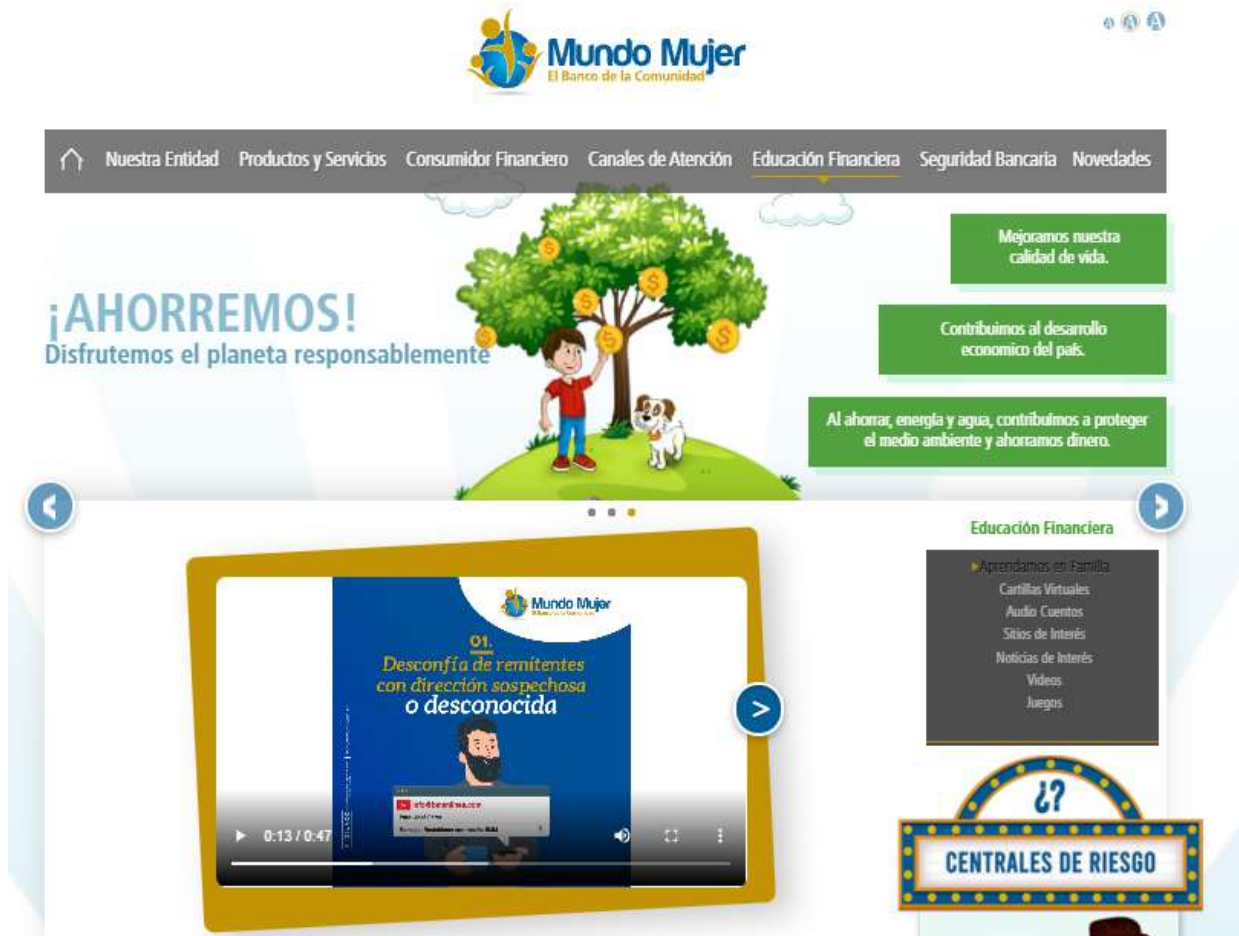 Mundo Mujer
El Banco de la Comunidad
A A A
Nuestra Entidad Productos y Servicios Consumidor Financiero Canales de Atención Educación Financiera Seguridad Bancaria Novedades
¡AHORREMOS!
Disfrutemos el planeta responsablemente
Mejoramos nuestra
calidad de vida.
Contribuimos al desarrollo
economico del país.
Al ahorrar, energía y agua, contribuímos a proteger
el medio ambiente y ahorramos dinero.
Mundo Mujer
01.
Desconfía de remitentes
con dirección sospechosa
o desconocida
0:13 / 0:47
Educación Financiera
Aprendamos en Familia
Cartillas Virtuales
Audio Cuentos
Sitios de Interés
Noticias de Interés
Videos
Juegos
¿?
CENTRALES DE RIESGO